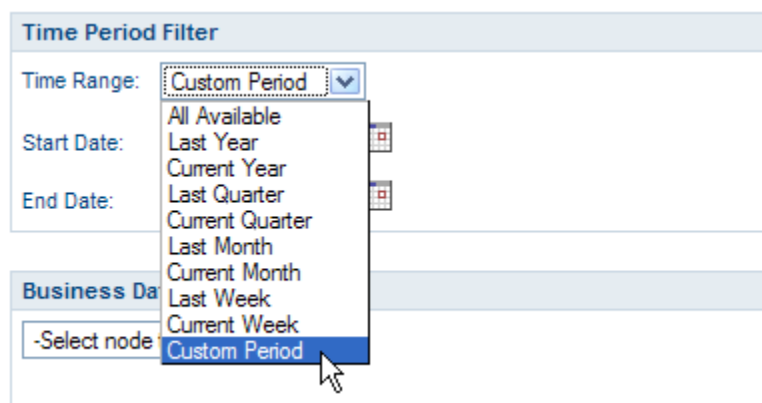 Time Period Filter
Time Range: Custom Period
All Available
Start Date: Last Year
Current Year
End Date: Last Quarter
Current Quarter
Last Month
Current Month
Business Da Last Week
-Select node Current Week
Custom Period